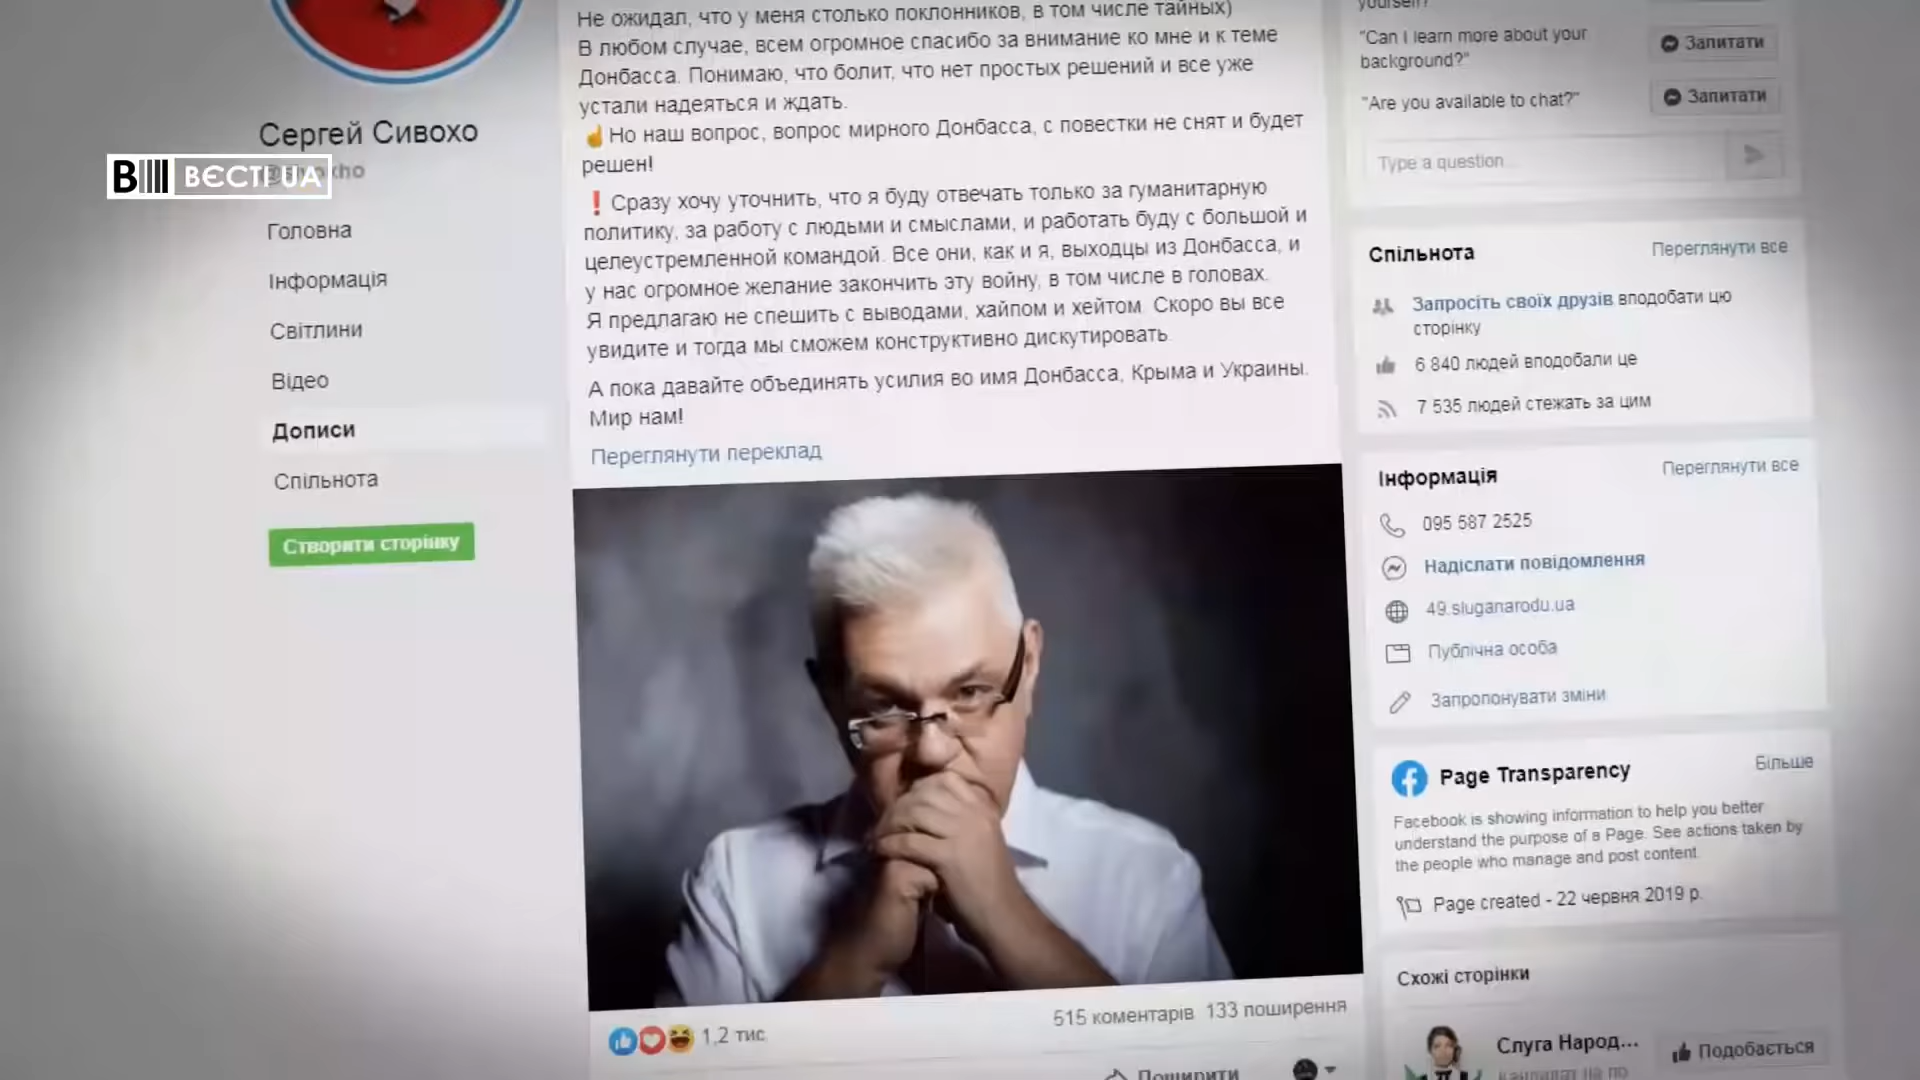 Сергей Сивохо
B
ВЄСТІ UA
Головна
Інформація
Світлини
Відео
Дописи
Спільнота
Створити сторінку
Не ожидал, что у меня столько поклонников, в том числе тайных)
В любом случае, всем огромное спасибо за внимание ко мне и к теме
Донбасса. Понимаю, что болит, что нет простых решений и все уже
устали надеяться и ждать.
☝Но наш вопрос, вопрос мирного Донбасса, с повестки не снят и будет
решен!
❗Сразу хочу уточнить, что я буду отвечать только за гуманитарную
политику, за работу с людьми и смыслами, и работать буду с большой и
целеустремленной командой. Все они, как и я, выходцы из Донбасса, и
у нас огромное желание закончить эту войну, в том числе в головах.
Я предлагаю не спешить с выводами, хайпом и хейтом. Скоро вы все
увидите и тогда мы сможем конструктивно дискутировать.
А пока давайте объединять усилия во имя Донбасса, Крыма и Украины.
Мир нам!
Переглянути переклад
1,2 тис.
515 коментарів 133 поширення
Поширити
yourself?
"Can I learn more about your
background?"
Запитати
"Are you available to chat?"
Запитати
Type a question...
Спільнота
Переглянути все
Запросіть своїх друзів вподобати цю
сторінку
6 840 людей вподобали це
7 535 людей стежать за цим
Інформація
Переглянути все
095 587 2525
Надіслати повідомлення
49.sluganarodu.ua
Публічна особа
Запропонувати зміни
Page Transparency
Більше
Facebook is showing information to help you better
understand the purpose of a Page. See actions taken by
the people who manage and post content.
Page created - 22 червня 2019 р.
Схожі сторінки
Слуга Народ...
Подобається